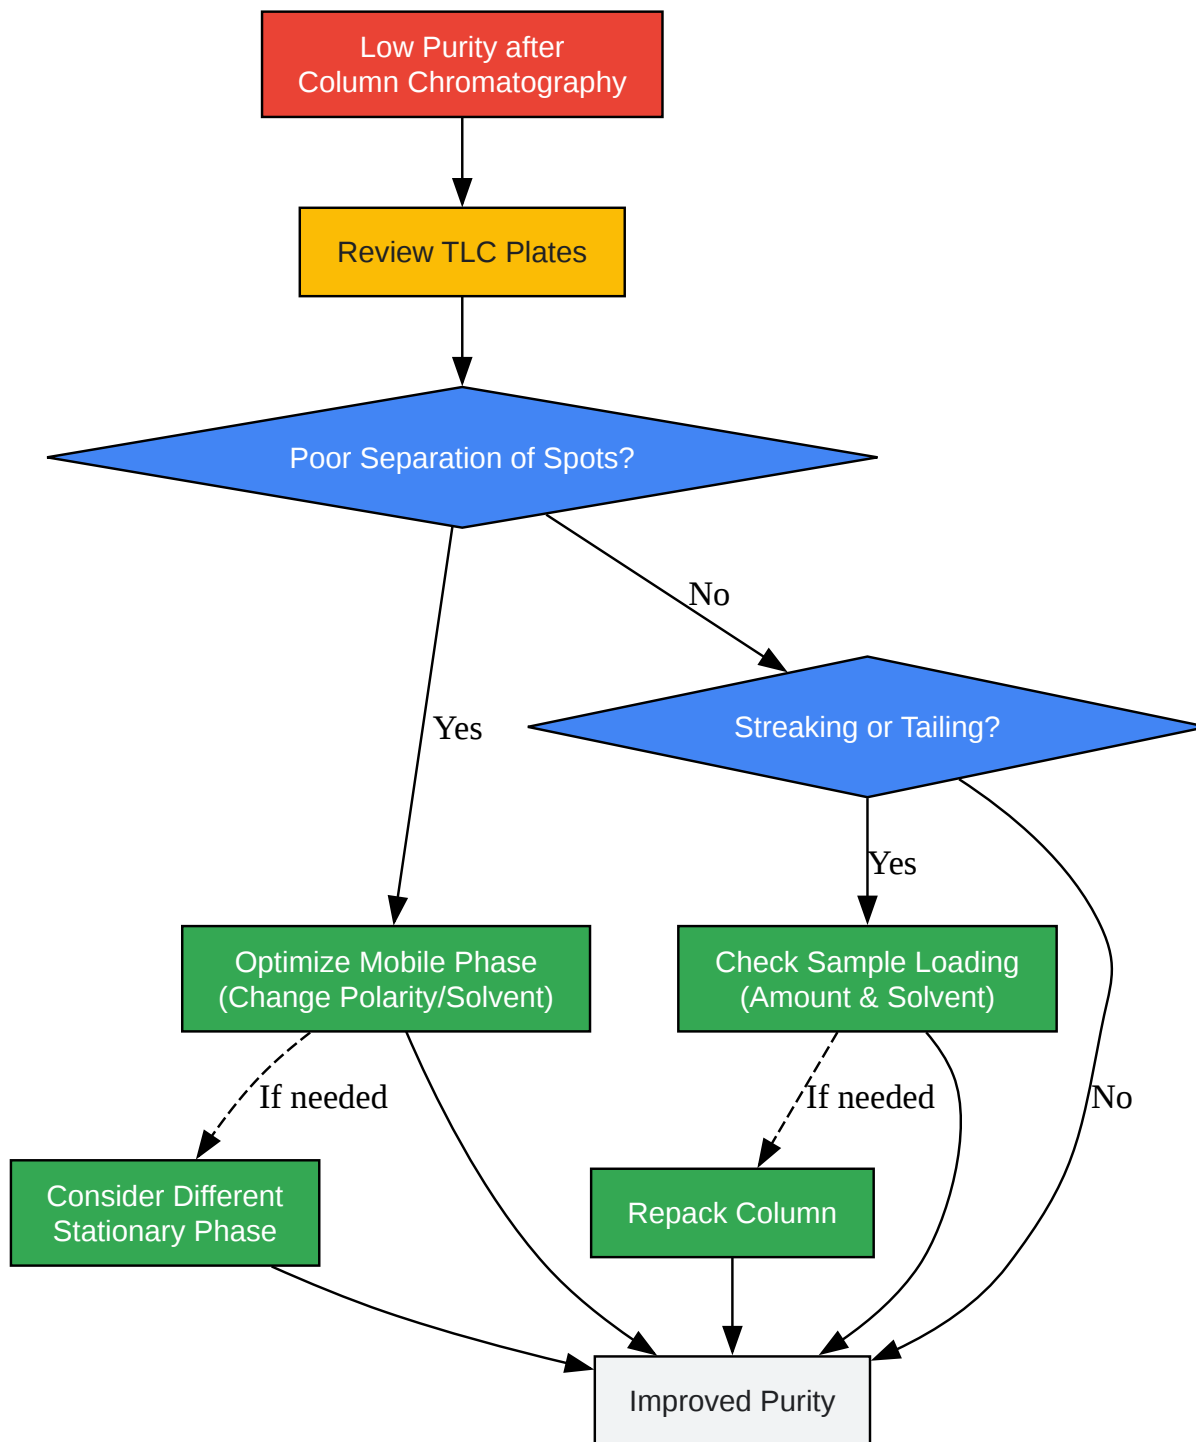 Low Purity after
Column Chromatography
Review TLC Plates
Poor Separation of Spots?
No
Yes
Streaking or Tailing?
Yes
Optimize Mobile Phase
(Change Polarity/Solvent)
Check Sample Loading
(Amount & Solvent)
If needed
If needed
No
Consider Different
Stationary Phase
Repack Column
Improved Purity